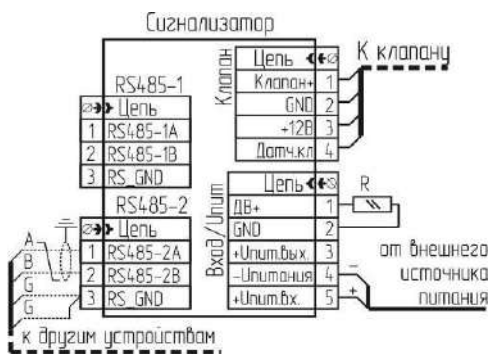 Сигнализатор
RS485-1
Цепь
1 RS485-1A
2 RS485-1B
3 RS_GND
RS485-2
Цепь
1 RS485-2A
2 RS485-2B
3 RS_GND
A
B
G
G
к другим устройствам
Клапан
Цепь
Клапан+ 1
GND 2
+12В 3
Датч.кл 4
К клапану
Вход/Uпит
Цепь
ДВ+ 1
GND 2
+Uпит.вых. 3
-Uпитания 4
+Uпит.вх. 5
R
−
+
от внешнего
источника
питания